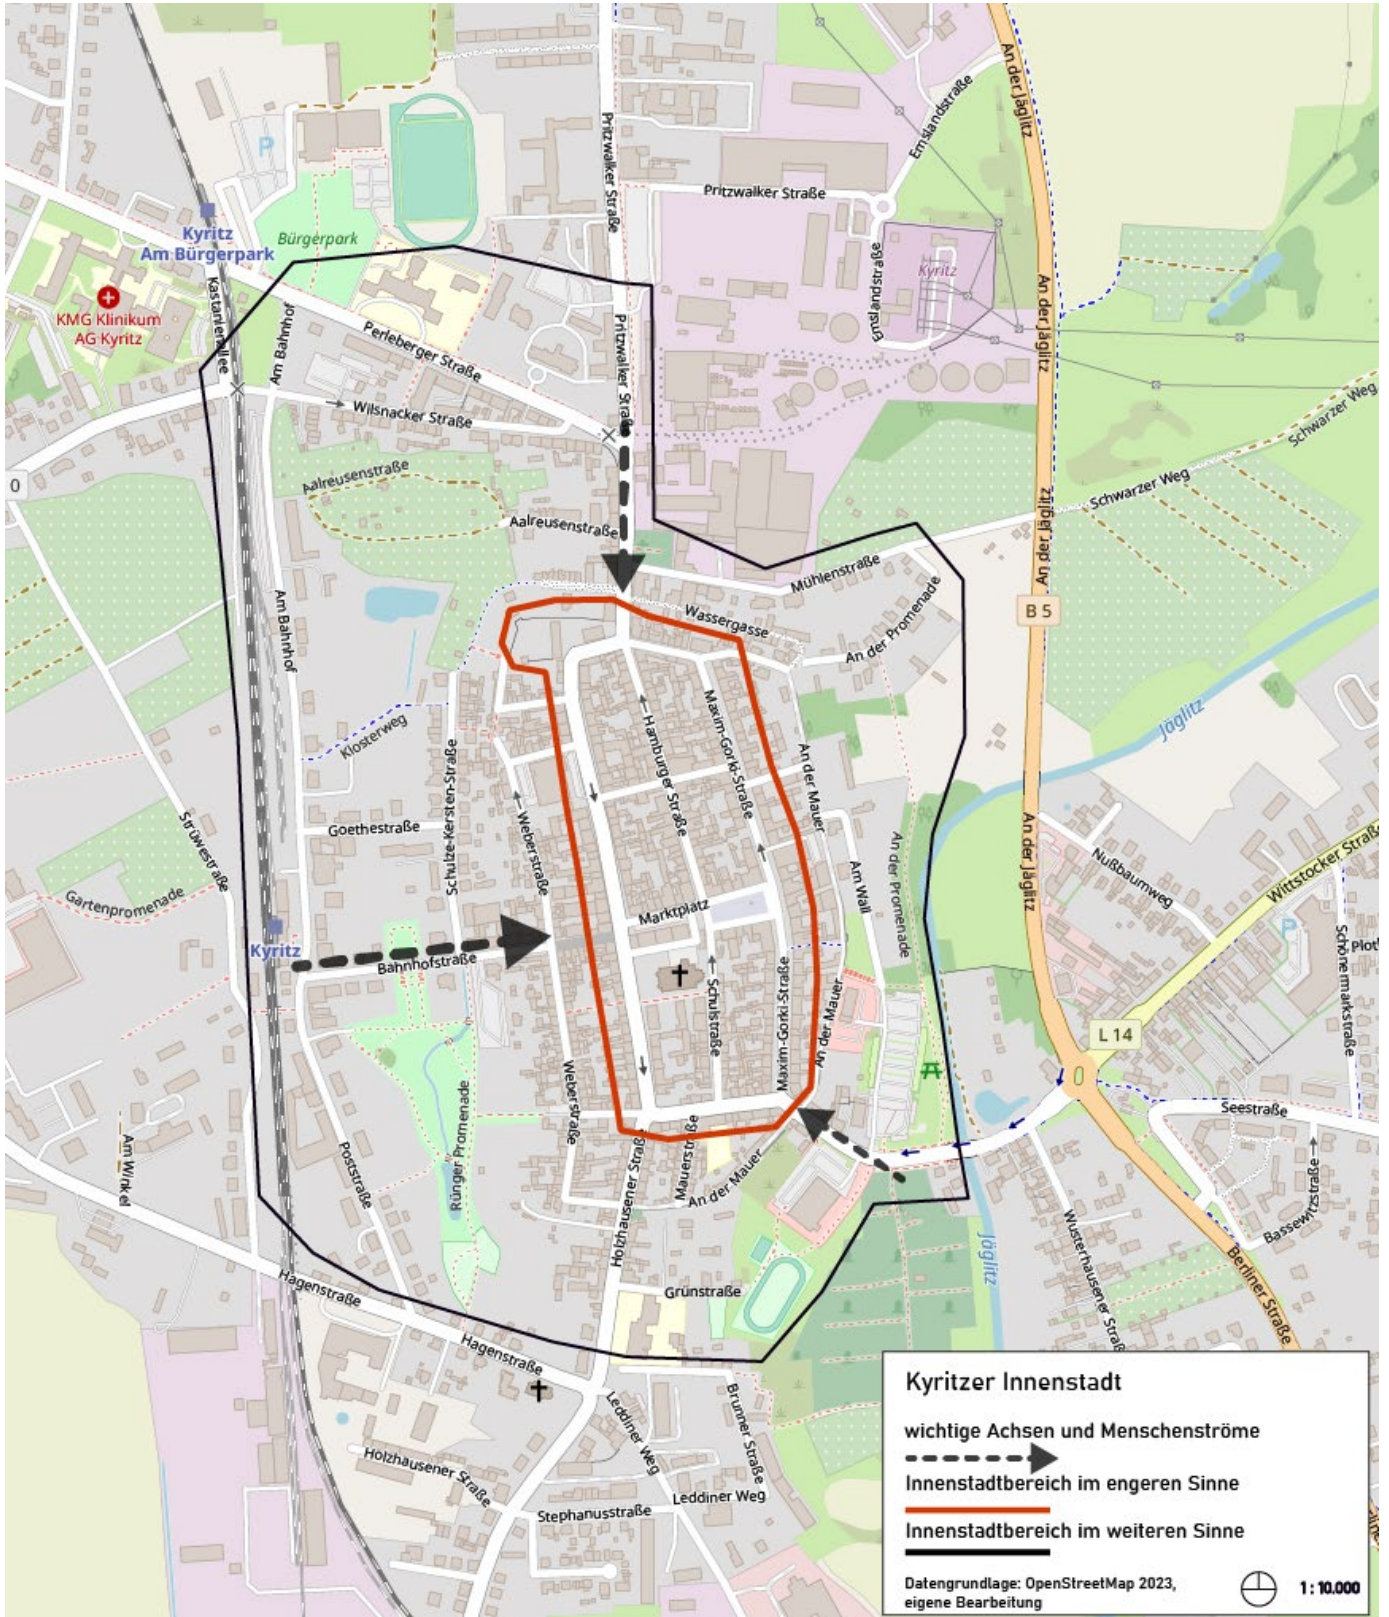 An der Jäglitz
Emslandstraße
Pritzwalker Straße
P
Pritzwalker Straße
Kyritz
Am Bürgerpark
Bürgerpark
Emslandstraße
Kyritz
An der Jäglitz
KMG Klinikum
AG Kyritz
Kastanienallee
Am Bahnhof
Perleberger Straße
Pritzwalker Straße
Wilsnacker Straße
Schwarzer Weg
0
Aalreusenstraße
Schwarzer Weg
Aalreusenstraße
An der Jäglitz
Mühlenstraße
B 5
Am Bahnhof
Wassergasse
An der Promenade
Jäglitz
Klosterweg
Hamburger Straße
Maxim-Gorki-Straße
An der Mauer
Schulze-Kersten-Straße
Weberstraße
Goethestraße
Strüwestraße
An der Jäglitz
Nußbaumweg
Wittstocker Straße
Gartenpromenade
Am Wall
An der Promenade
Marktplatz
P
Kyritz
Bahnhofstraße
Schönermarkstraße
Schulstraße
Maxim-Gorki-Straße
An der Mauer
L 14
Weberstraße
Rünger Promenade
Seestraße
Am Winkel
Poststraße
Mauerstraße
An der Mauer
Holzhausener Straße
Bassewitzstraße
Wusterhausener Straße
Jäglitz
Berliner Straße
Hagenstraße
Grünstraße
Hagenstraße
Leddiner Weg
Brunner Straße
Holzhausener Straße
Leddiner Weg
Stephanusstraße
Kyritzer Innenstadt
wichtige Achsen und Menschenströme
Innenstadtbereich im engeren Sinne
Innenstadtbereich im weiteren Sinne
Datengrundlage: OpenStreetMap 2023,
eigene Bearbeitung
1 : 10.000